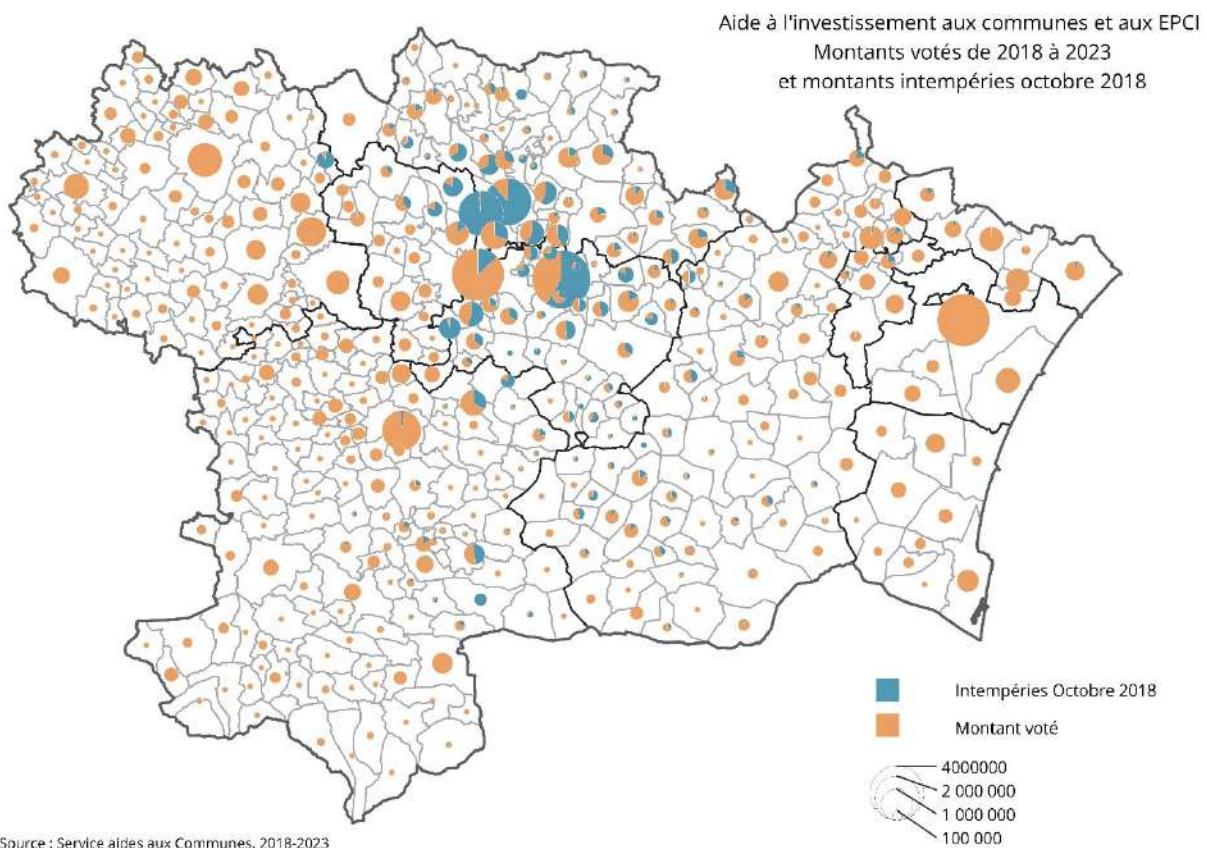 Aide à l'investissement aux communes et aux EPCI
Montants votés de 2018 à 2023
et montants intempéries octobre 2018
Intempéries Octobre 2018
Montant voté
4000000
2 000 000
1 000 000
100 000
Source : Service aides aux Communes, 2018-2023